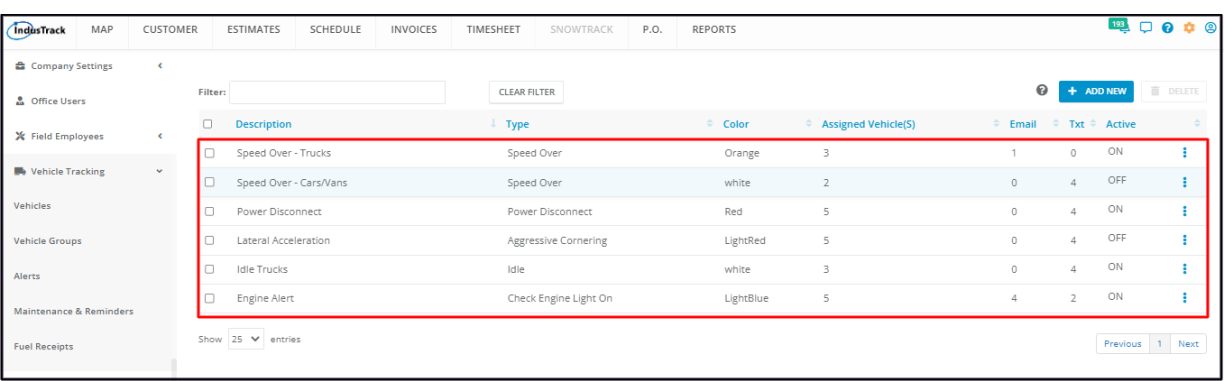 IndusTrack MAP CUSTOMER ESTIMATES SCHEDULE INVOICES TIMESHEET SNOWTRACK P.O. REPORTS 193
Company Settings
Office Users
Field Employees
Vehicle Tracking
Vehicles
Vehicle Groups
Alerts
Maintenance & Reminders
Fuel Receipts
Filter: CLEAR FILTER + ADD NEW DELETE
Description Type Color Assigned Vehicle(S) Email Txt Active
Speed Over - Trucks Speed Over Orange 3 1 0 ON
Speed Over - Cars/Vans Speed Over white 2 0 4 OFF
Power Disconnect Power Disconnect Red 5 0 4 ON
Lateral Acceleration Aggressive Cornering LightRed 5 0 4 OFF
Idle Trucks Idle white 3 0 4 ON
Engine Alert Check Engine Light On LightBlue 5 4 2 ON
Show 25 entries
Previous 1 Next